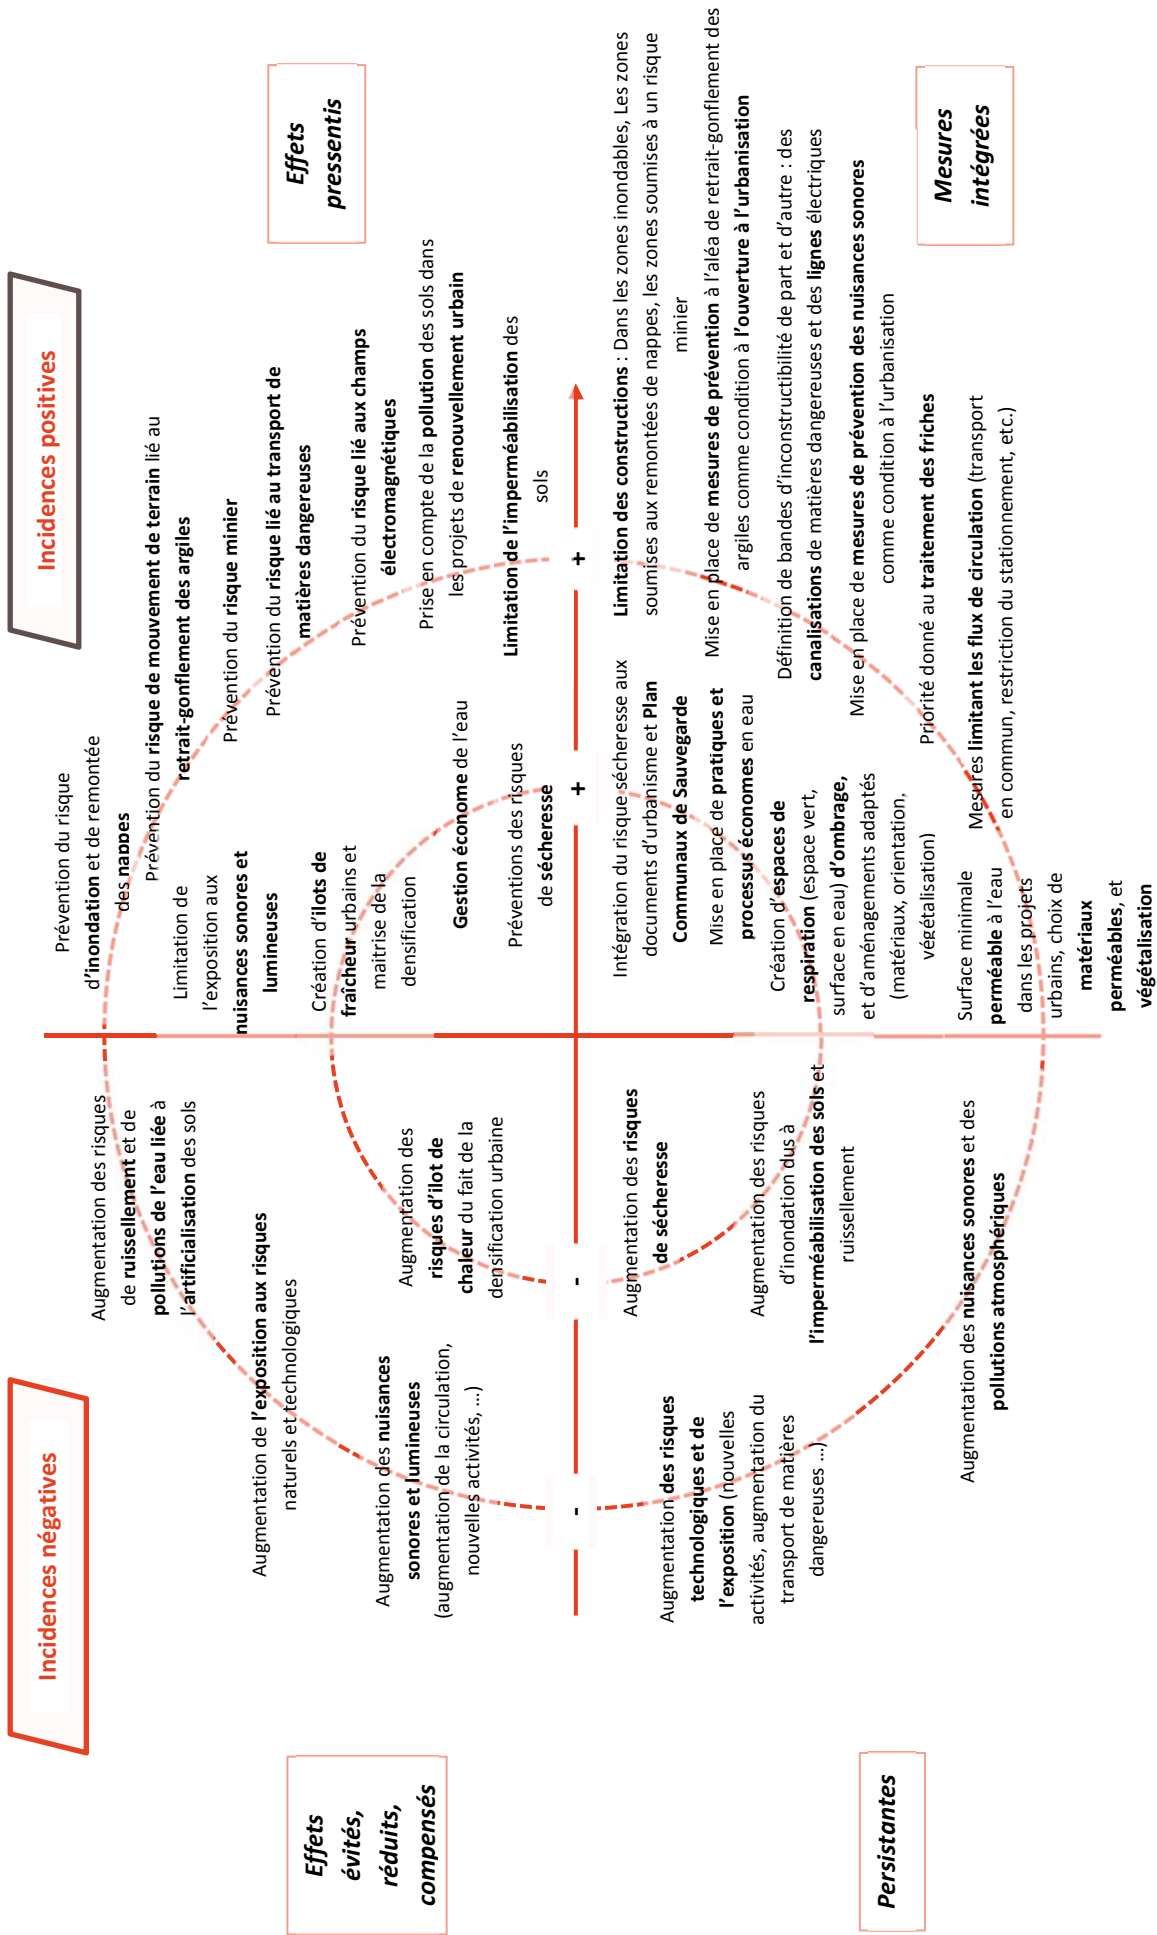 Incidences négatives
Incidences positives
Effets
évités,
réduits,
compensés
Augmentation des risques
de ruissellement et de
pollutions de l'eau liée à
l'artificialisation des sols
Augmentation de l'exposition aux risques
naturels et technologiques
Augmentation des nuisances
sonores et lumineuses
(augmentation de la circulation,
nouvelles activités, ...)
Augmentation des
risques d'ilot de
chaleur du fait de la
densification urbaine
Prévention du risque
d'inondation et de remontée
des nappes
Prévention du risque de mouvement de terrain lié au
retrait-gonflement des argiles
Limitation de
l'exposition aux
nuisances sonores et
lumineuses
Prévention du risque minier
Prévention du risque lié au transport de
matières dangereuses
Création d'ilots de
fraîcheur urbains et
maitrise de la
densification
Prévention du risque lié aux champs
électromagnétiques
Prise en compte de la pollution des sols dans
les projets de renouvellement urbain
Gestion économe de l'eau
Préventions des risques
de sécheresse
Limitation de l'imperméabilisation des
sols
Effets
pressentis
-
-
+
+
Persistantes
Augmentation des risques
de sécheresse
Augmentation des risques
technologiques et de
l'exposition (nouvelles
activités, augmentation du
transport de matières
dangereuses ...)
Augmentation des risques
d'inondation dus à
l'imperméabilisation des sols et
ruissellement
Augmentation des nuisances sonores et des
pollutions atmosphériques
Intégration du risque sécheresse aux
documents d'urbanisme et Plan
Communaux de Sauvegarde
Mise en place de pratiques et
processus économes en eau
Création d'espaces de
respiration (espace vert,
surface en eau) d'ombrage,
et d'aménagements adaptés
(matériaux, orientation,
végétalisation)
Surface minimale
perméable à l'eau
dans les projets
urbains, choix de
matériaux
perméables, et
végétalisation
Limitation des constructions : Dans les zones inondables, Les zones
soumises aux remontées de nappes, les zones soumises à un risque
minier
Mise en place de mesures de prévention à l'aléa de retrait-gonflement des
argiles comme condition à l'ouverture à l'urbanisation
Définition de bandes d'inconstructibilité de part et d'autre : des
canalisations de matières dangereuses et des lignes électriques
Mise en place de mesures de prévention des nuisances sonores
comme condition à l'urbanisation
Priorité donné au traitement des friches
Mesures limitant les flux de circulation (transport
en commun, restriction du stationnement, etc.)
Mesures
intégrées